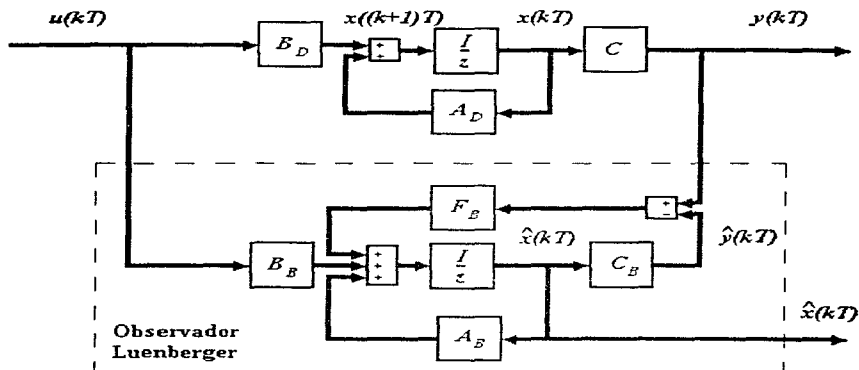 u(kT) x((k+1)T) x(kT) y(kT)
B_D + + I/z C
A_D
F_B + −
x̂(kT) ŷ(kT)
B_B + + + I/z C_B
x̂(kT)
A_B
Observador
Luenberger